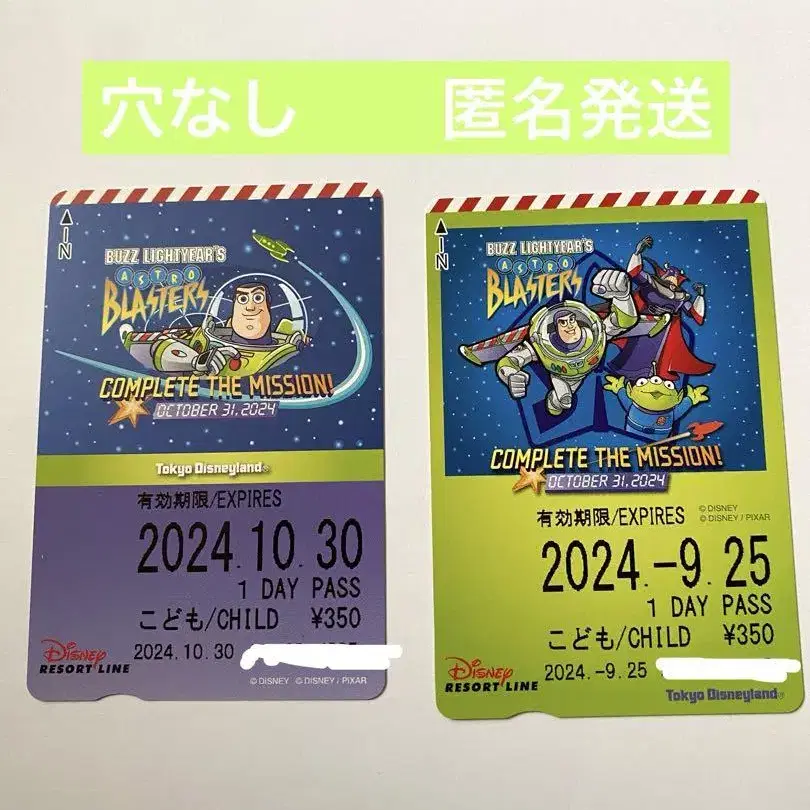 穴なし 匿名発送
IN
BUZZ LIGHTYEAR'S
ASTRO
BLASTERS
COMPLETE THE MISSION!
OCTOBER 31, 2024
Tokyo Disneyland®
有効期限/EXPIRES
2024.10.30
1 DAY PASS
こども/CHILD ¥350
2024.10.30
Disney
RESORT LINE
© DISNEY © DISNEY / PIXAR
IN
BUZZ LIGHTYEAR'S
ASTRO
BLASTERS
COMPLETE THE MISSION!
OCTOBER 31, 2024
有効期限/EXPIRES
© DISNEY
© DISNEY / PIXAR
2024.-9.25
1 DAY PASS
こども/CHILD ¥350
2024.-9.25
Disney
RESORT LINE
Tokyo Disneyland®